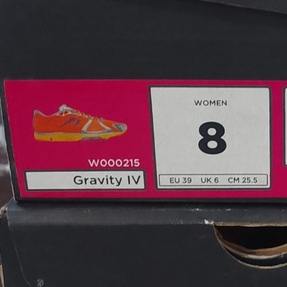 WOMEN
8
W000215
Gravity IV
EU 39 UK 6 CM 25.5